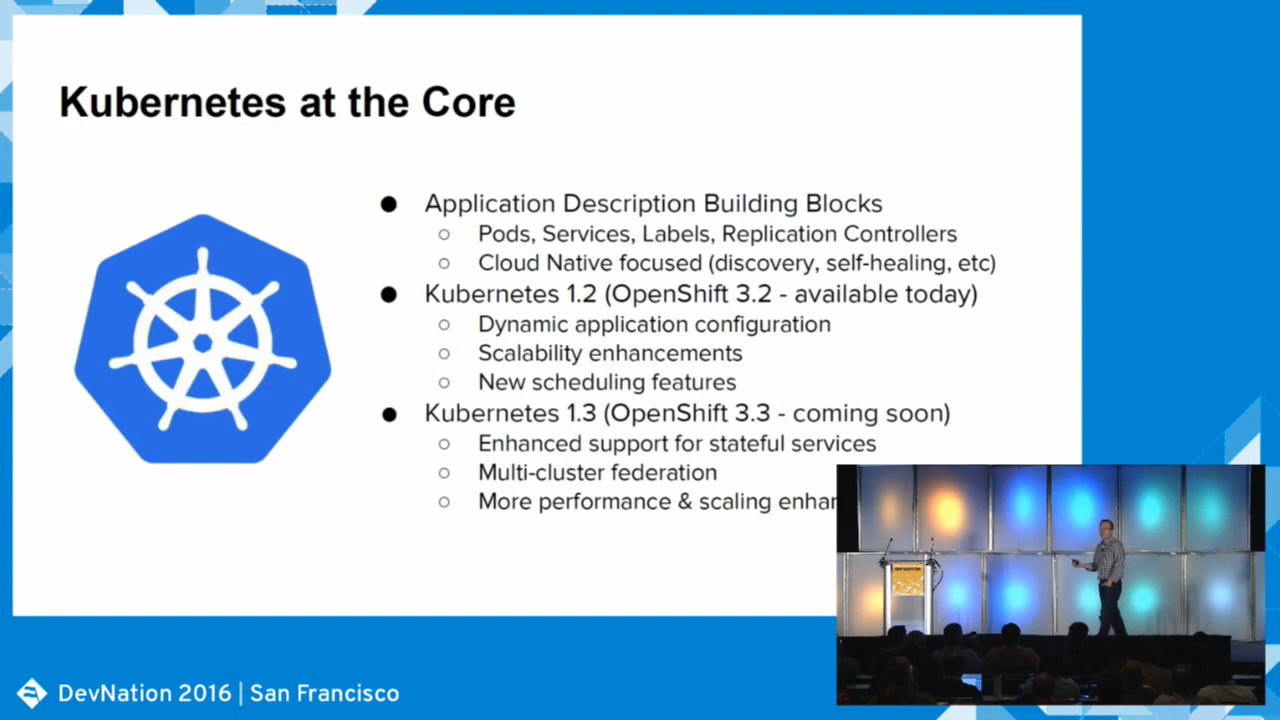 Kubernetes at the Core
Application Description Building Blocks
Pods, Services, Labels, Replication Controllers
Cloud Native focused (discovery, self-healing, etc)
Kubernetes 1.2 (OpenShift 3.2 - available today)
Dynamic application configuration
Scalability enhancements
New scheduling features
Kubernetes 1.3 (OpenShift 3.3 - coming soon)
Enhanced support for stateful services
Multi-cluster federation
More performance & scaling enhan
DEVNATION
DevNation 2016 | San Francisco